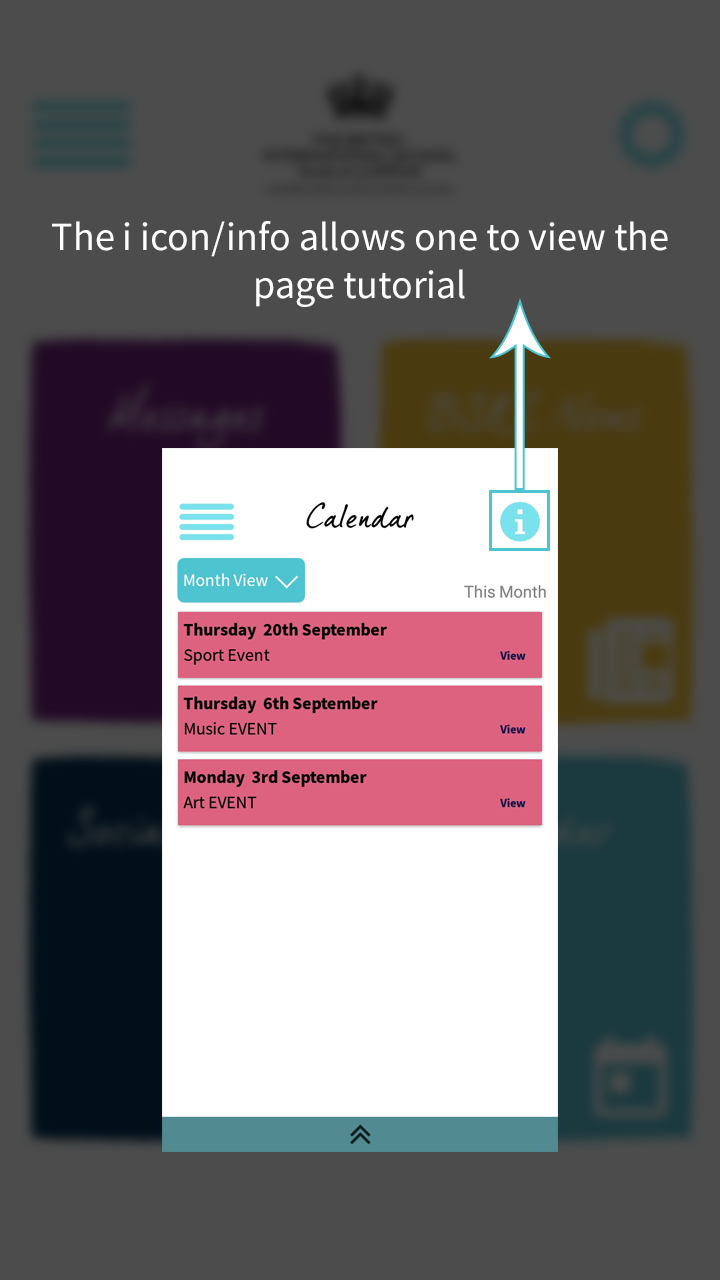 The i icon/info allows one to view the
page tutorial
Messages
Calendar
Month View
This Month
Thursday 20th September
Sport Event
View
Thursday 6th September
Music EVENT
View
Monday 3rd September
Art EVENT
View